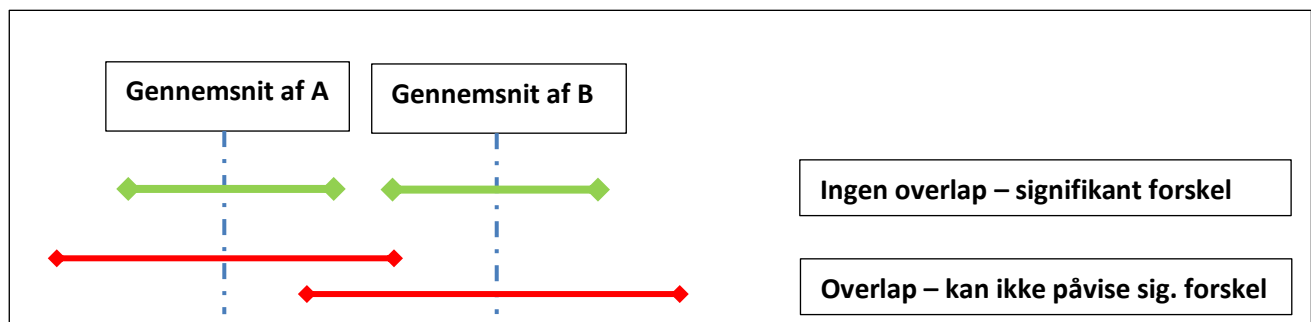 Gennemsnit af A
Gennemsnit af B
Ingen overlap – signifikant forskel
Overlap – kan ikke påvise sig. forskel